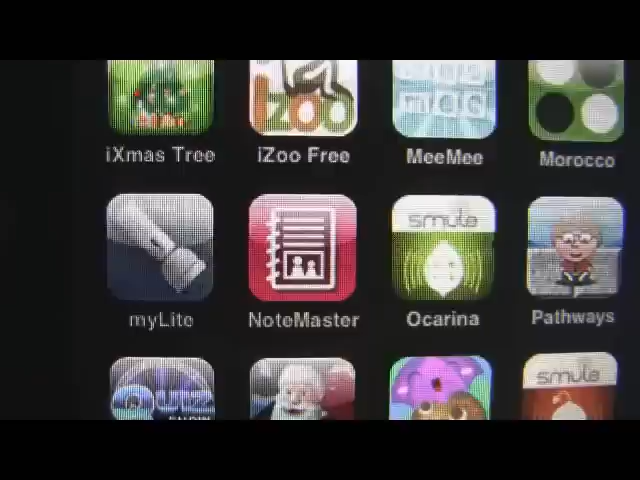 izoo
iXmas Tree
iZoo Free
MeeMee
Morocco
smule
myLite
NoteMaster
Ocarina
Pathways
QUIZ
smule